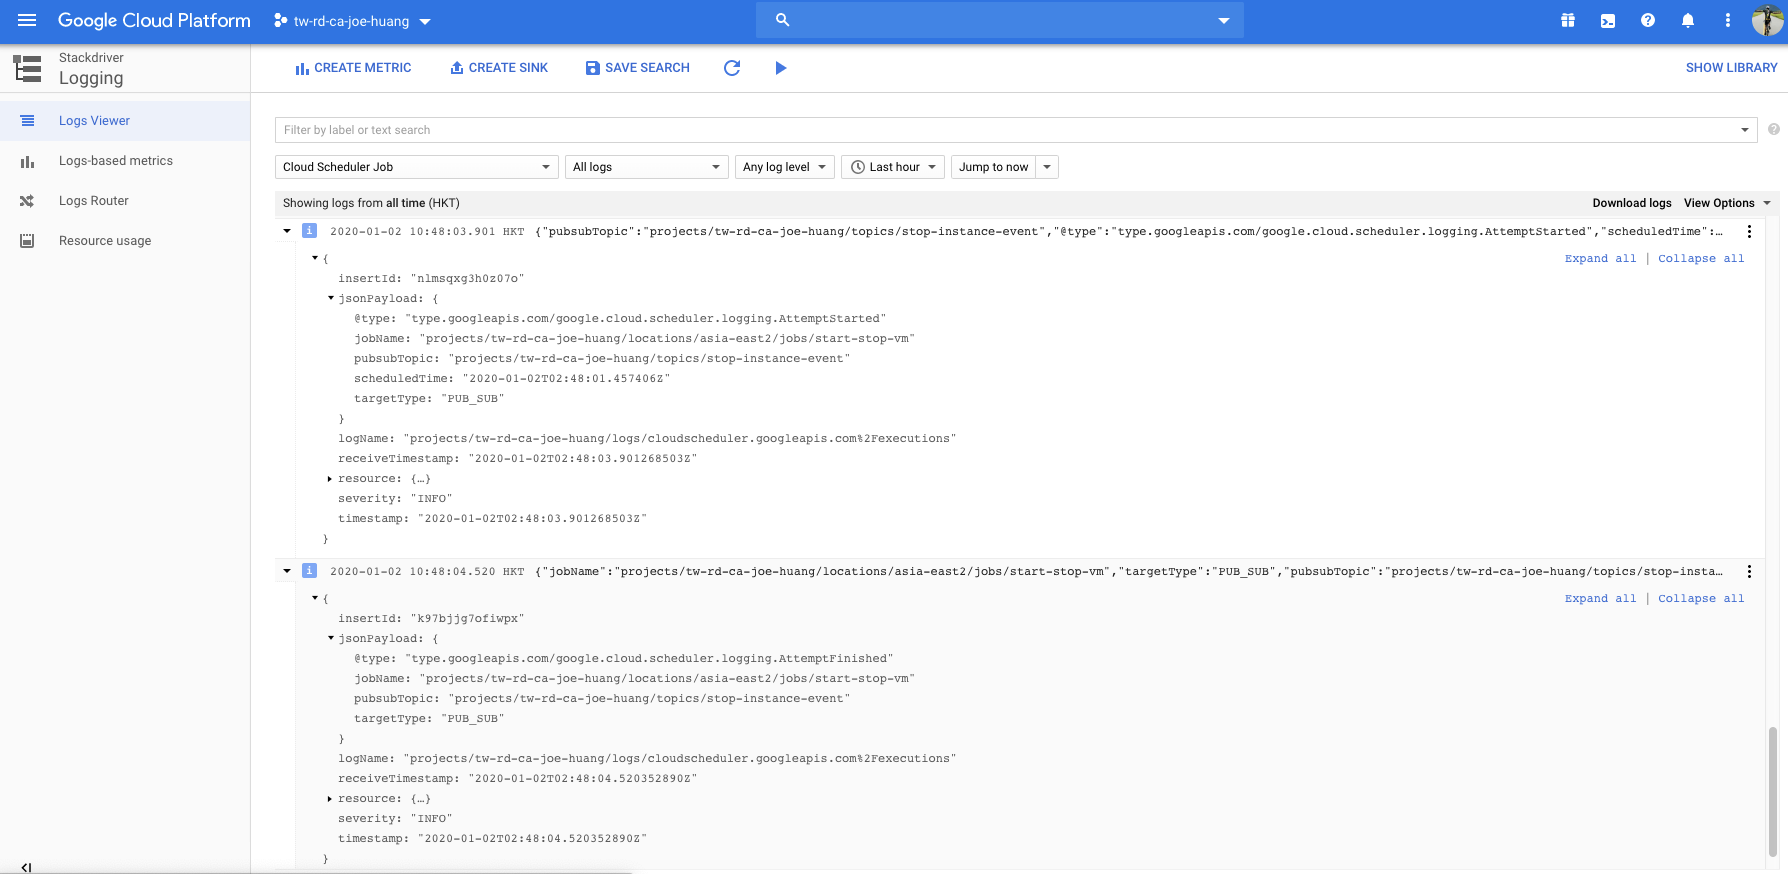 Google Cloud Platform tw-rd-ca-joe-huang
Stackdriver
Logging
CREATE METRIC CREATE SINK SAVE SEARCH SHOW LIBRARY
Logs Viewer
Logs-based metrics
Logs Router
Resource usage
Filter by label or text search
Cloud Scheduler Job All logs Any log level Last hour Jump to now
Showing logs from all time (HKT) Download logs View Options
i 2020-01-02 10:48:03.901 HKT {"pubsubTopic":"projects/tw-rd-ca-joe-huang/topics/stop-instance-event","@type":"type.googleapis.com/google.cloud.scheduler.logging.AttemptStarted","scheduledTime":…
{ Expand all | Collapse all
insertId: "nlmsqxg3h0z07o"
jsonPayload: {
@type: "type.googleapis.com/google.cloud.scheduler.logging.AttemptStarted"
jobName: "projects/tw-rd-ca-joe-huang/locations/asia-east2/jobs/start-stop-vm"
pubsubTopic: "projects/tw-rd-ca-joe-huang/topics/stop-instance-event"
scheduledTime: "2020-01-02T02:48:01.457406Z"
targetType: "PUB_SUB"
}
logName: "projects/tw-rd-ca-joe-huang/logs/cloudscheduler.googleapis.com%2Fexecutions"
receiveTimestamp: "2020-01-02T02:48:03.901268503Z"
resource: {…}
severity: "INFO"
timestamp: "2020-01-02T02:48:03.901268503Z"
}
i 2020-01-02 10:48:04.520 HKT {"jobName":"projects/tw-rd-ca-joe-huang/locations/asia-east2/jobs/start-stop-vm","targetType":"PUB_SUB","pubsubTopic":"projects/tw-rd-ca-joe-huang/topics/stop-insta…
{ Expand all | Collapse all
insertId: "k97bjjg7ofiwpx"
jsonPayload: {
@type: "type.googleapis.com/google.cloud.scheduler.logging.AttemptFinished"
jobName: "projects/tw-rd-ca-joe-huang/locations/asia-east2/jobs/start-stop-vm"
pubsubTopic: "projects/tw-rd-ca-joe-huang/topics/stop-instance-event"
targetType: "PUB_SUB"
}
logName: "projects/tw-rd-ca-joe-huang/logs/cloudscheduler.googleapis.com%2Fexecutions"
receiveTimestamp: "2020-01-02T02:48:04.520352890Z"
resource: {…}
severity: "INFO"
timestamp: "2020-01-02T02:48:04.520352890Z"
}